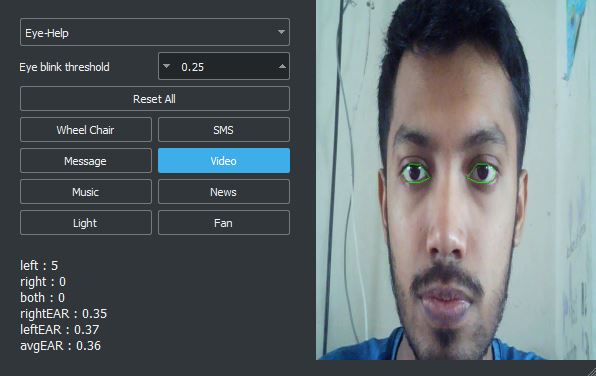 Eye-Help
Eye blink threshold 0.25
Reset All
Wheel Chair SMS
Message Video
Music News
Light Fan
left : 5
right : 0
both : 0
rightEAR : 0.35
leftEAR : 0.37
avgEAR : 0.36